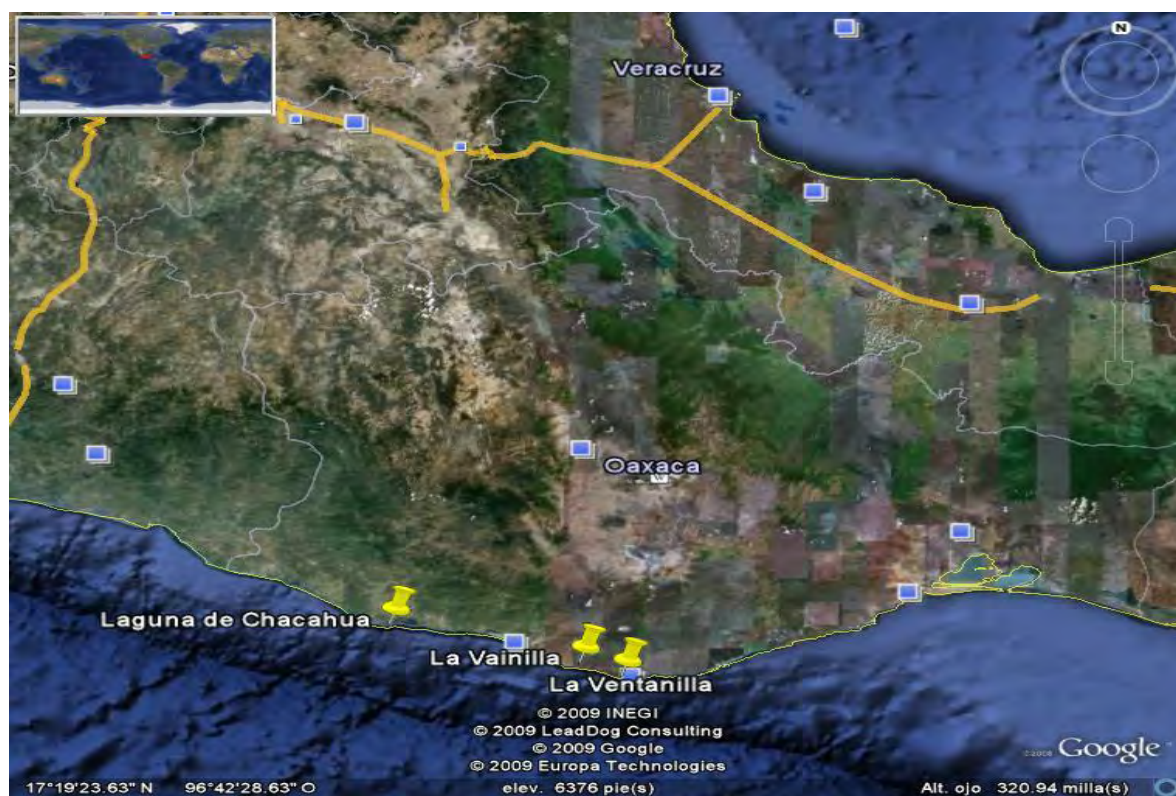 N
Veracruz
Oaxaca
Laguna de Chacahua
La Vainilla
La Ventanilla
© 2009 INEGI
© 2009 LeadDog Consulting
© 2009 Google
© 2009 Europa Technologies
Google
17°19'23.63" N 96°42'28.63" O elev. 6376 pie(s) Alt. ojo 320.94 milla(s)